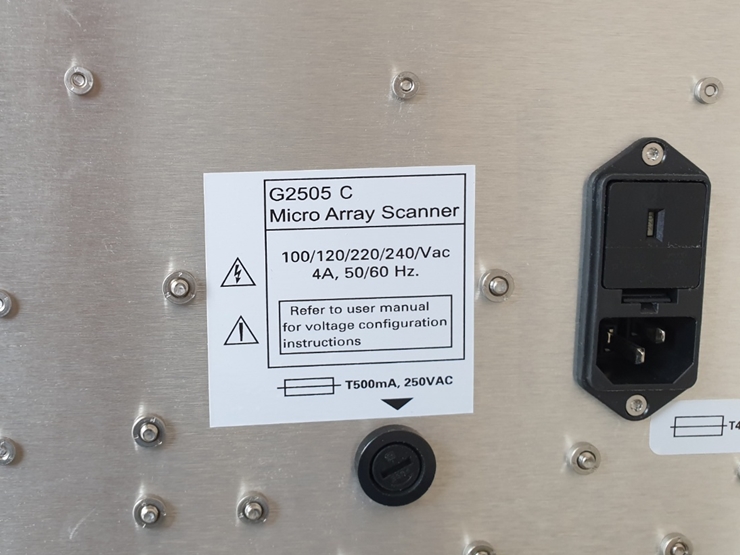 G2505 C
Micro Array Scanner
100/120/220/240/Vac
4A, 50/60 Hz.
Refer to user manual
for voltage configuration
instructions
T500mA, 250VAC
T4